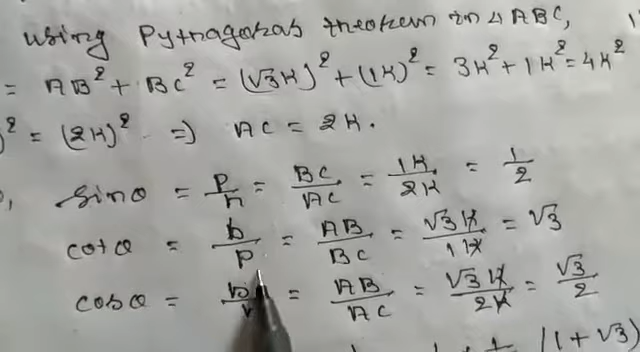 using Pythagoras theorem in △ ABC,
= AB² + BC² = (√3K)² + (1K)² = 3K² + 1K² = 4K²
)² = (2K)² => AC = 2K.
sinθ = P/h = BC/AC = 1K/2K = 1/2
cotθ = b/P = AB/BC = √3K/1K = √3
cosθ = b/ = AB/AC = √3K/2K = √3/2
(1 + √3)